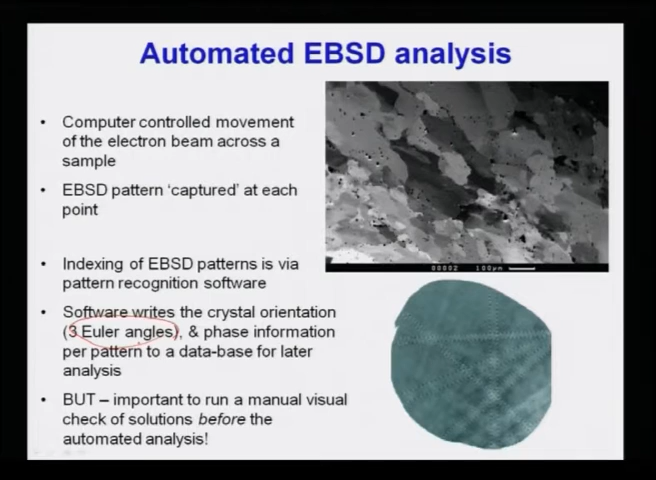 Automated EBSD analysis
• Computer controlled movement
of the electron beam across a
sample
• EBSD pattern 'captured' at each
point
• Indexing of EBSD patterns is via
pattern recognition software
• Software writes the crystal orientation
(3 Euler angles), & phase information
per pattern to a data-base for later
analysis
• BUT – important to run a manual visual
check of solutions before the
automated analysis!
00002 100µm